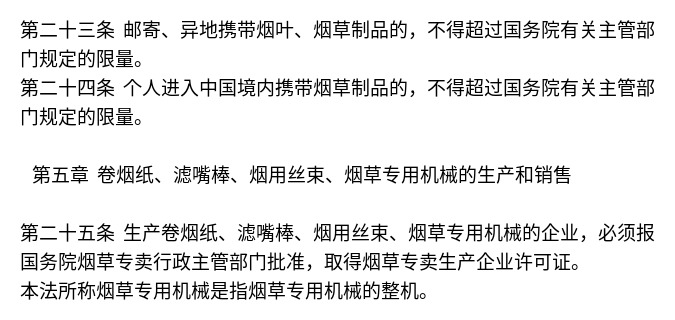 第二十三条 邮寄、异地携带烟叶、烟草制品的，不得超过国务院有关主管部
门规定的限量。
第二十四条 个人进入中国境内携带烟草制品的，不得超过国务院有关主管部
门规定的限量。
第五章 卷烟纸、滤嘴棒、烟用丝束、烟草专用机械的生产和销售
第二十五条 生产卷烟纸、滤嘴棒、烟用丝束、烟草专用机械的企业，必须报
国务院烟草专卖行政主管部门批准，取得烟草专卖生产企业许可证。
本法所称烟草专用机械是指烟草专用机械的整机。